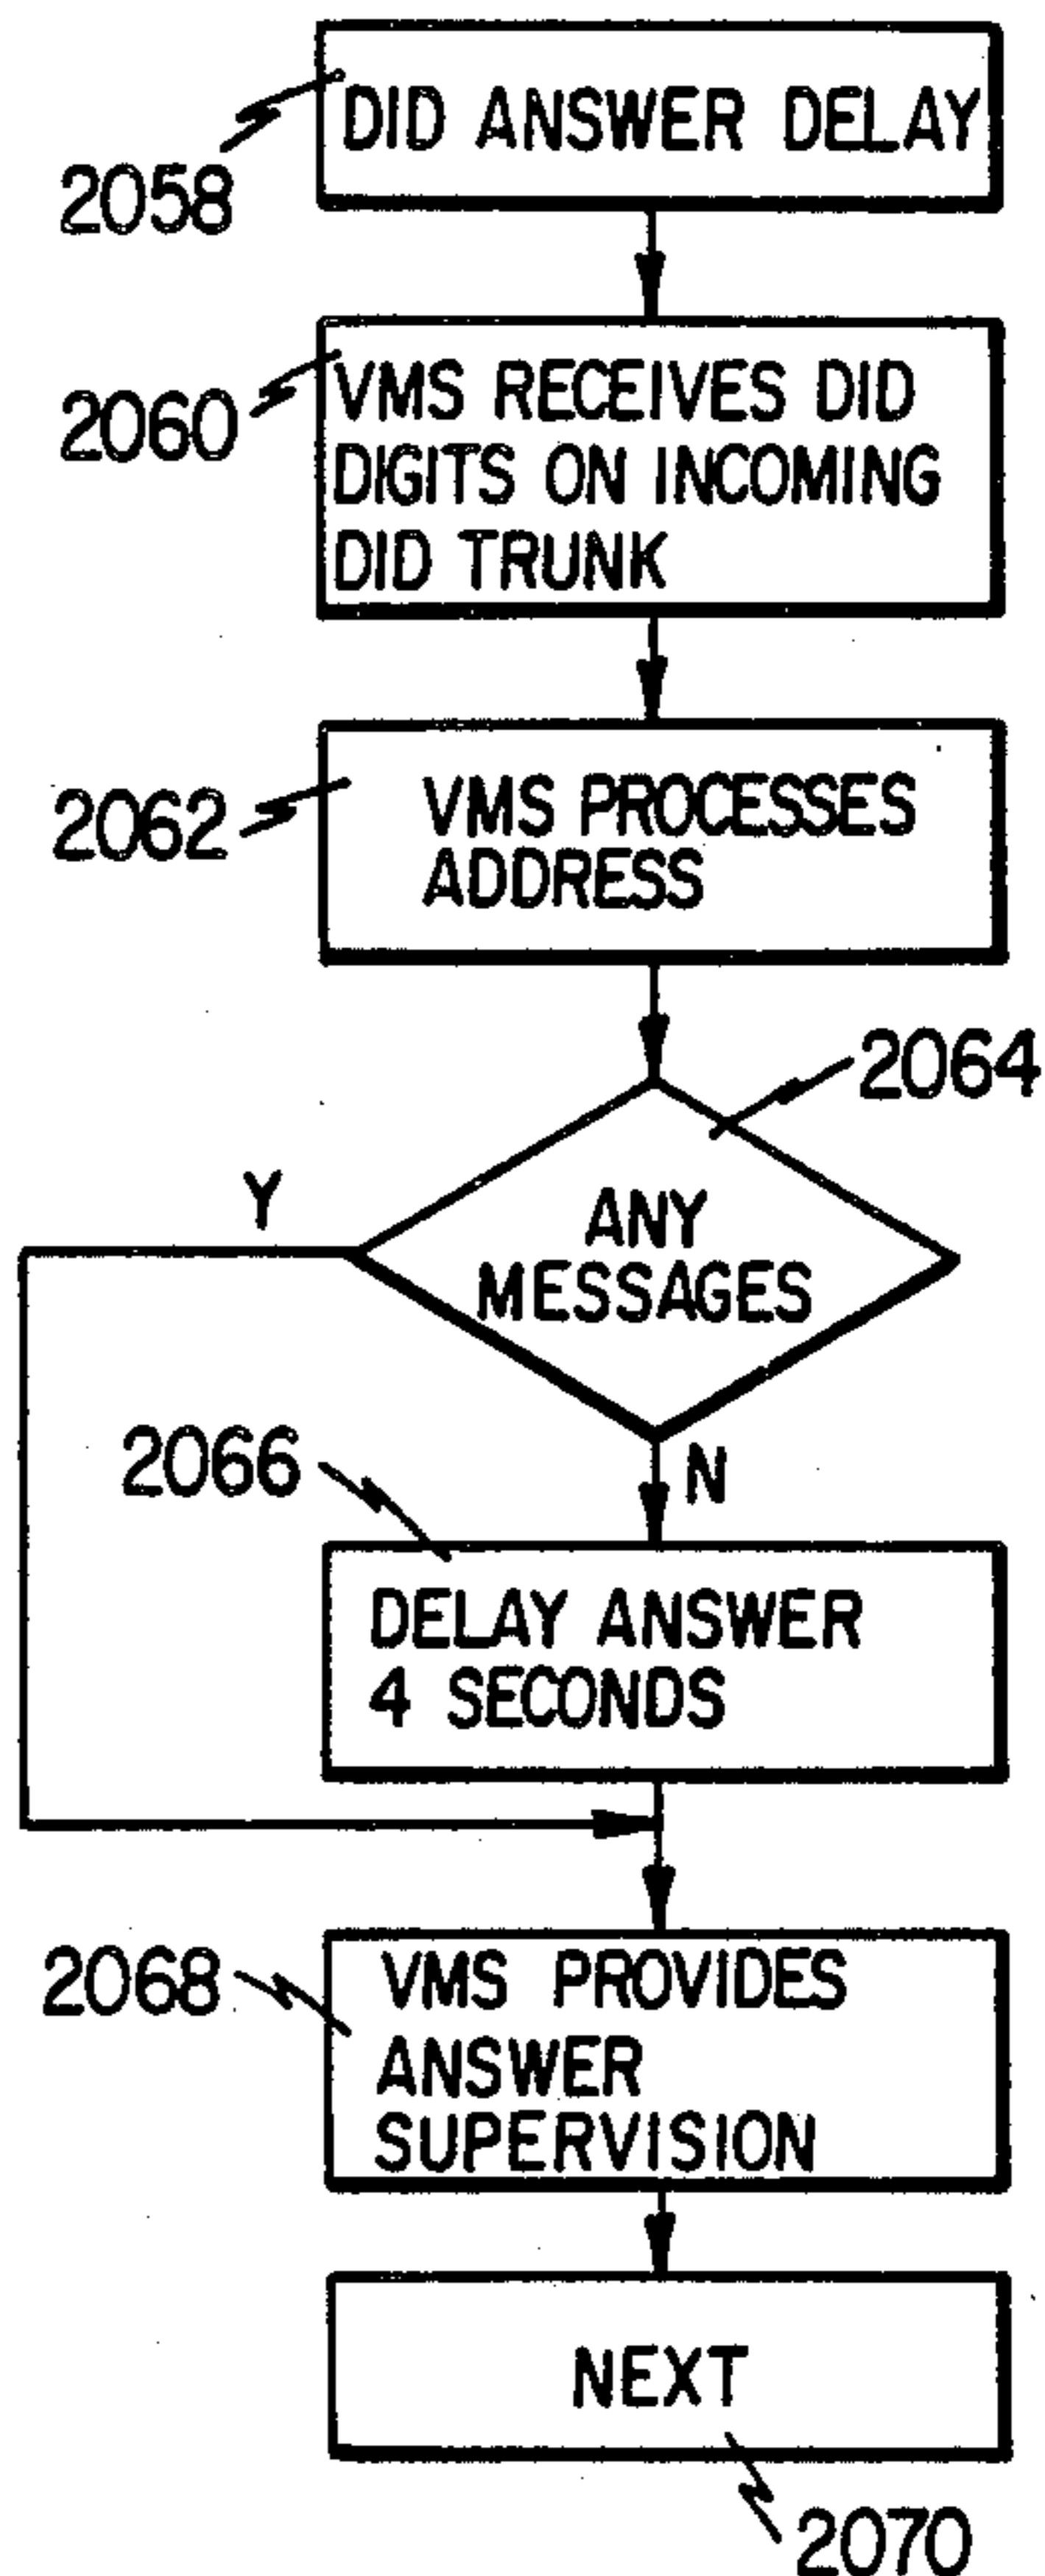 DID ANSWER DELAY
2058
VMS RECEIVES DID
DIGITS ON INCOMING
DID TRUNK
2060
VMS PROCESSES
ADDRESS
2062
2064
Y
ANY
MESSAGES
N
2066
DELAY ANSWER
4 SECONDS
2068
VMS PROVIDES
ANSWER
SUPERVISION
NEXT
2070